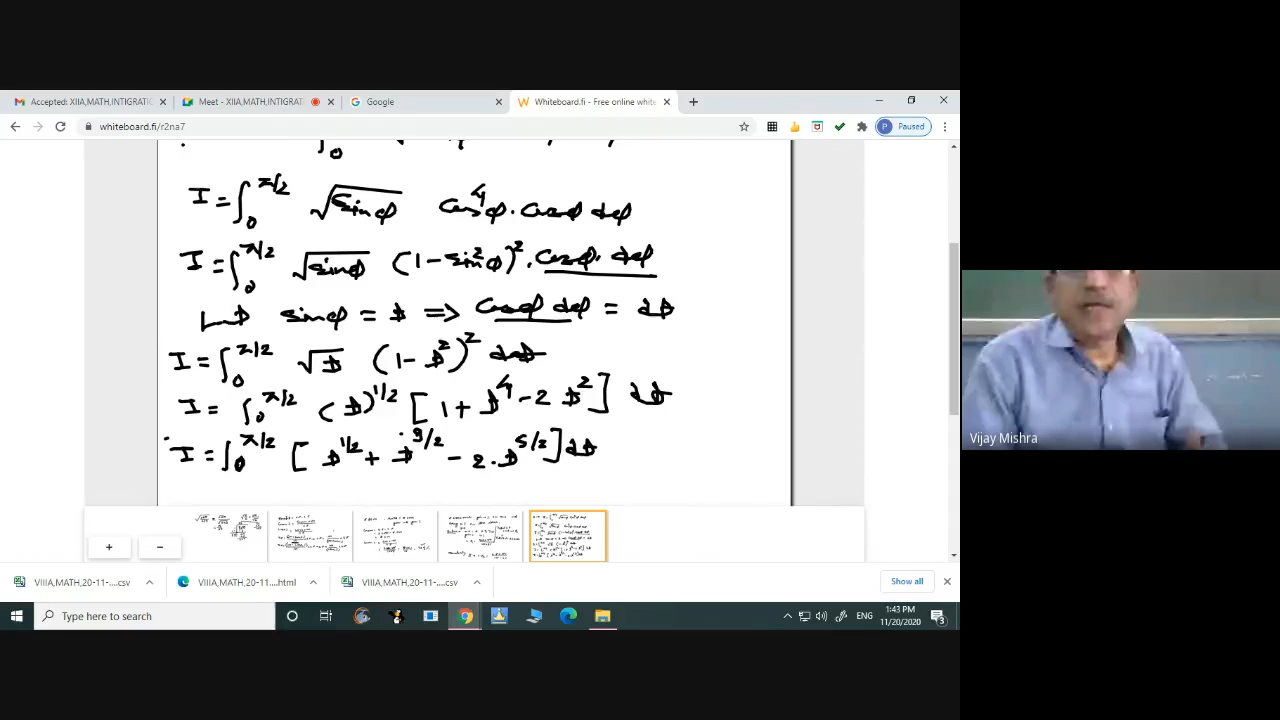 Accepted: XIIA,MATH,INTIGRATIO
Meet - XIIA,MATH,INTIGRATI
Google
Whiteboard.fi - Free online white
whiteboard.fi/r2na7
Paused
I = ∫₀^π/2 √sinφ cos⁴φ · cosφ dφ
I = ∫₀^π/2 √sinφ (1 - sin²φ)² · cosφ · dφ
Let sinφ = t ⇒ cosφ dφ = dt
I = ∫₀^π/2 √t (1 - t²)² dt
I = ∫₀^π/2 (t)^1/2 [1 + t⁴ - 2 t²] dt
I = ∫₀^π/2 [t^1/2 + t^9/2 - 2 · t^5/2] dt
Vijay Mishra
+ -
VIIIA,MATH,20-11-....csv
VIIIA,MATH,20-11-....html
VIIIA,MATH,20-11-....csv
Show all
Type here to search
ENG
1:43 PM
11/20/2020
3